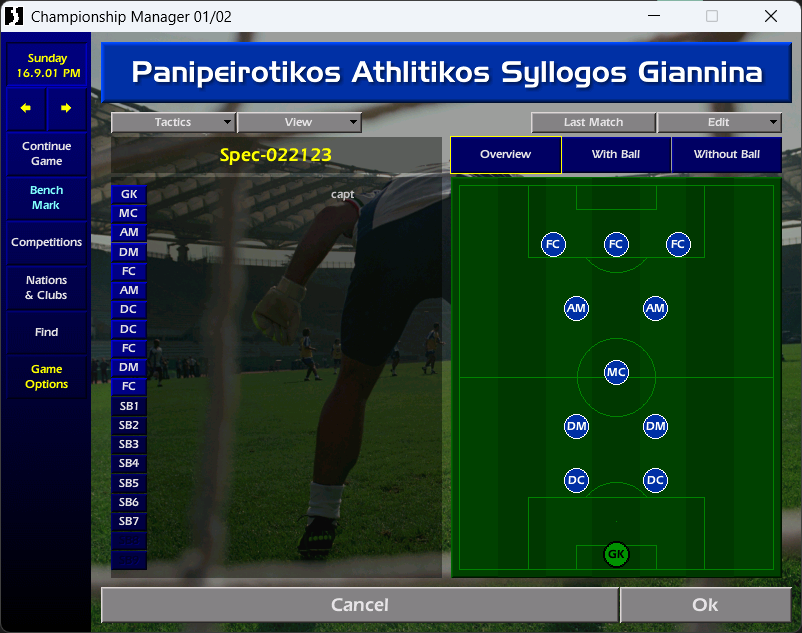 Championship Manager 01/02
Sunday
16.9.01 PM
Continue
Game
Bench
Mark
Competitions
Nations
& Clubs
Find
Game
Options
Panipeirotikos Athlitikos Syllogos Giannina
Tactics
View
Last Match
Edit
Spec-022123
Overview
With Ball
Without Ball
GK
capt
MC
AM
DM
FC
AM
DC
DC
FC
DM
FC
SB1
SB2
SB3
SB4
SB5
SB6
SB7
FC FC FC
AM AM
MC
DM DM
DC DC
GK
Cancel
Ok